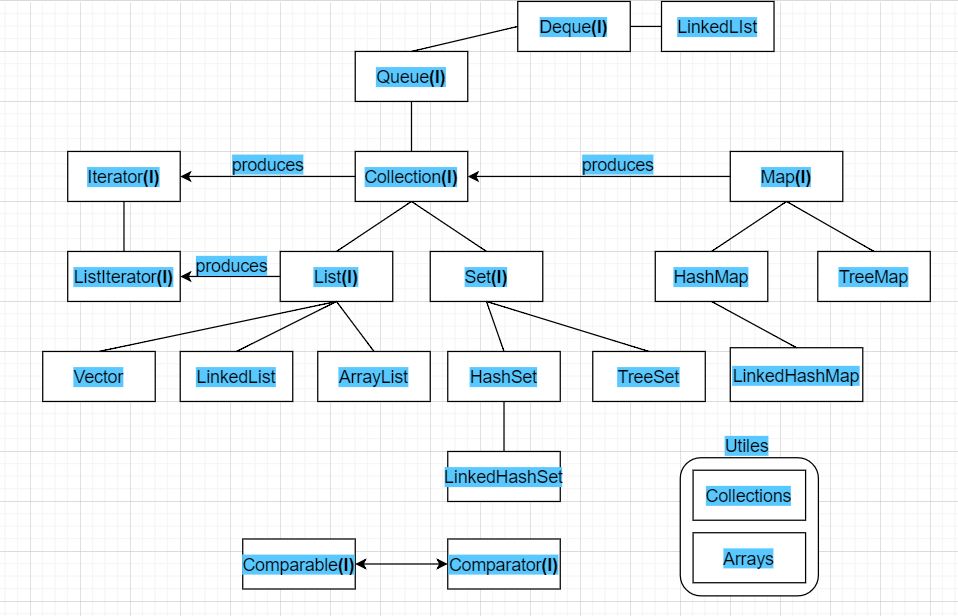 Deque(I)
LinkedLIst
Queue(I)
Iterator(I)
produces
Collection(I)
produces
Map(I)
ListIterator(I)
produces
List(I)
Set(I)
HashMap
TreeMap
Vector
LinkedList
ArrayList
HashSet
TreeSet
LinkedHashMap
LinkedHashSet
Utiles
Collections
Arrays
Comparable(I)
Comparator(I)